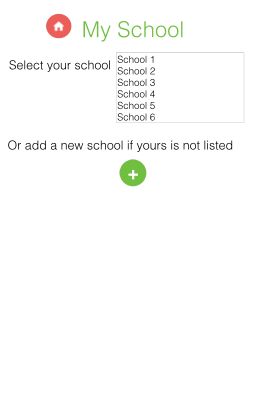 My School
Select your school
School 1
School 2
School 3
School 4
School 5
School 6
Or add a new school if yours is not listed
+